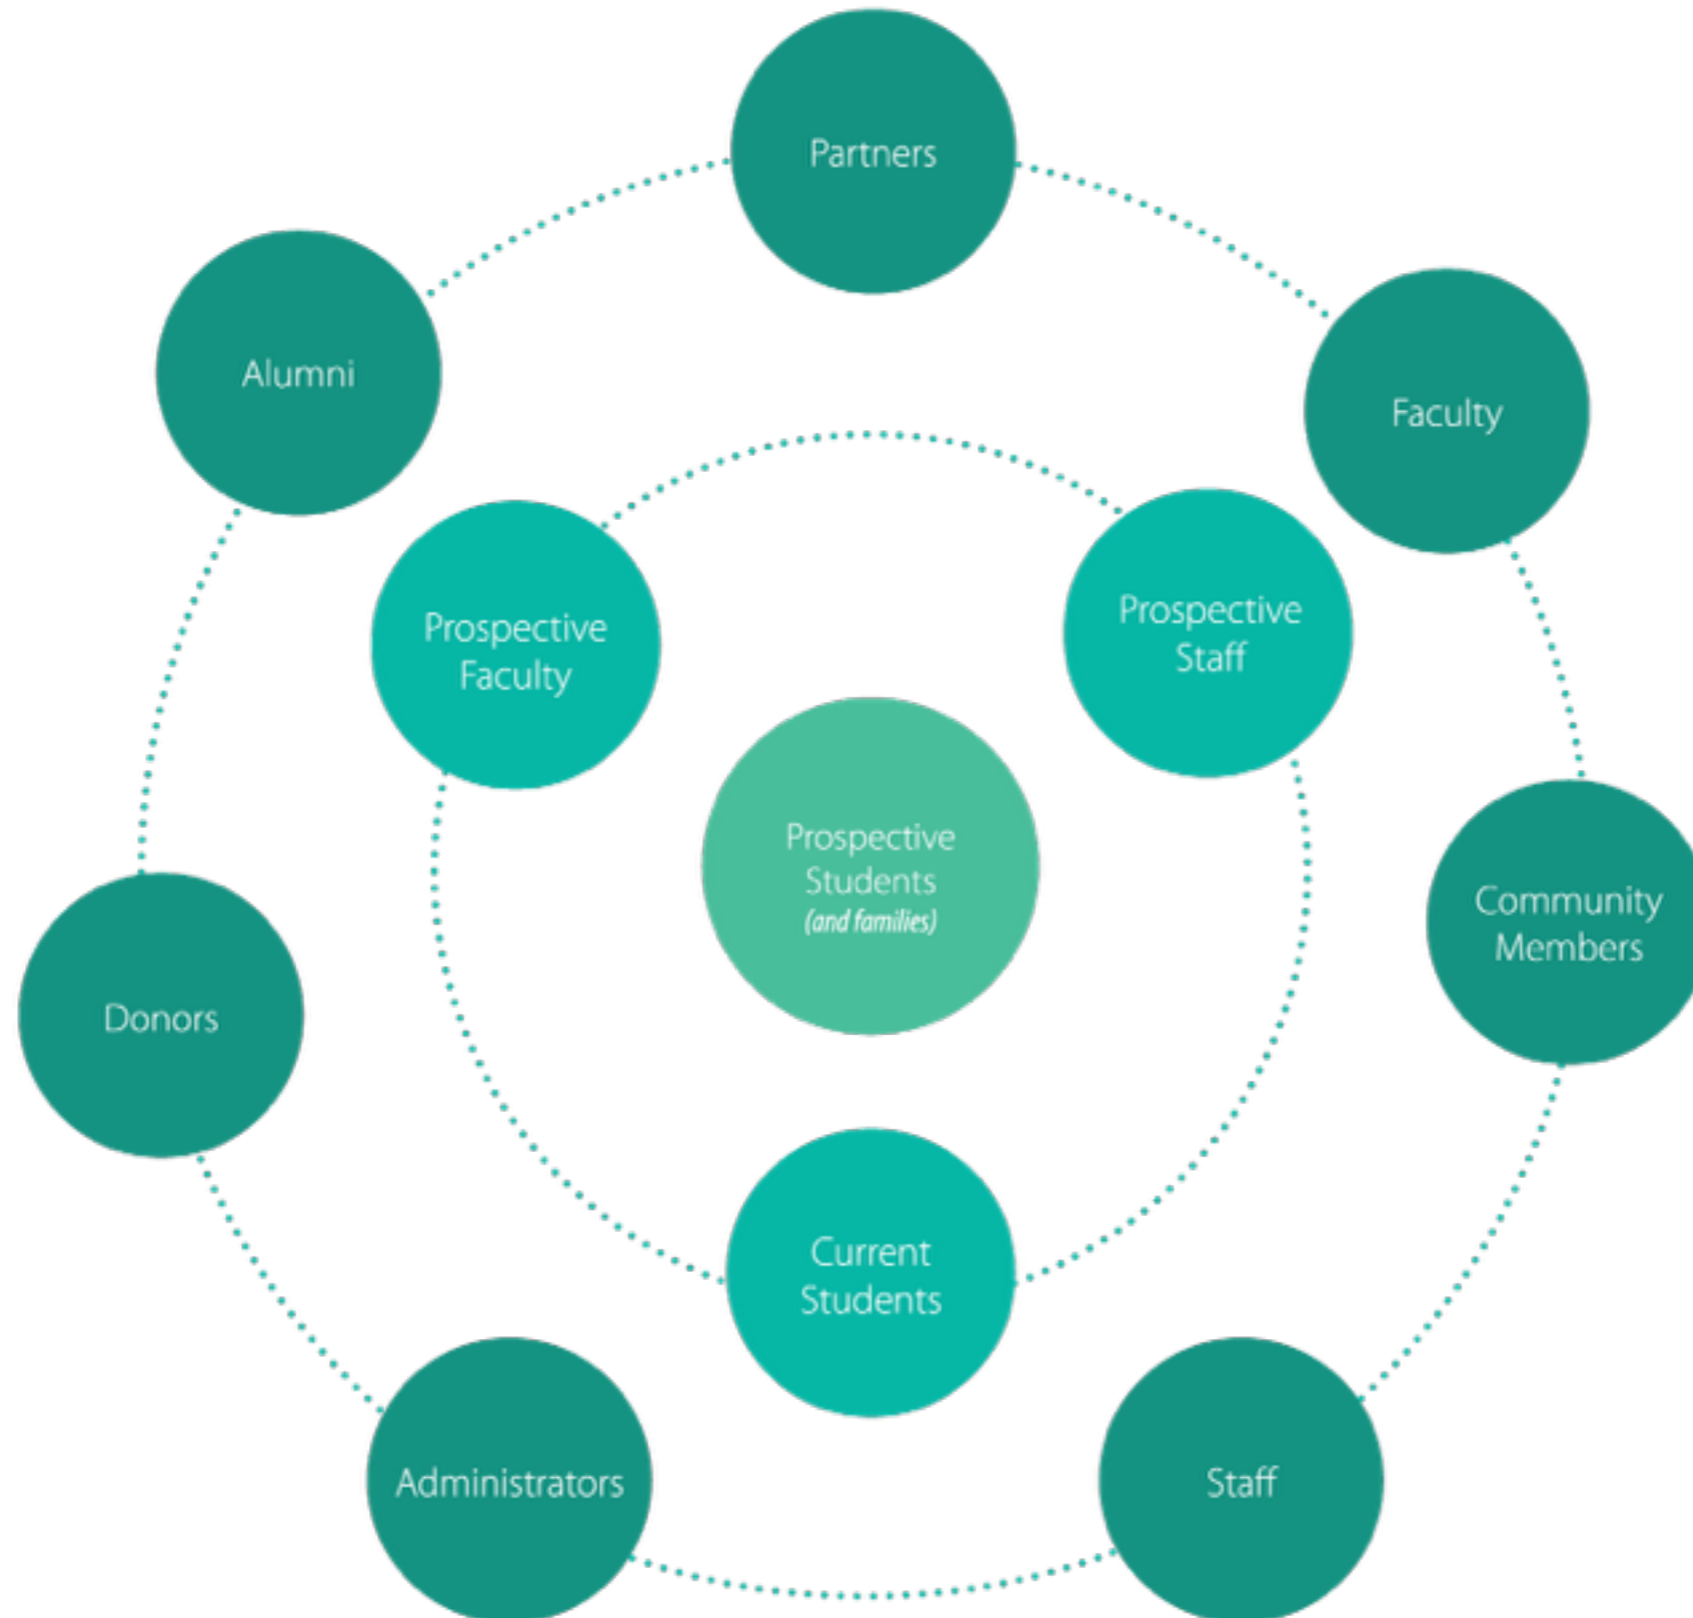 Partners
Alumni
Faculty
Prospective
Faculty
Prospective
Staff
Prospective
Students
(and families)
Community
Members
Donors
Current
Students
Administrators
Staff